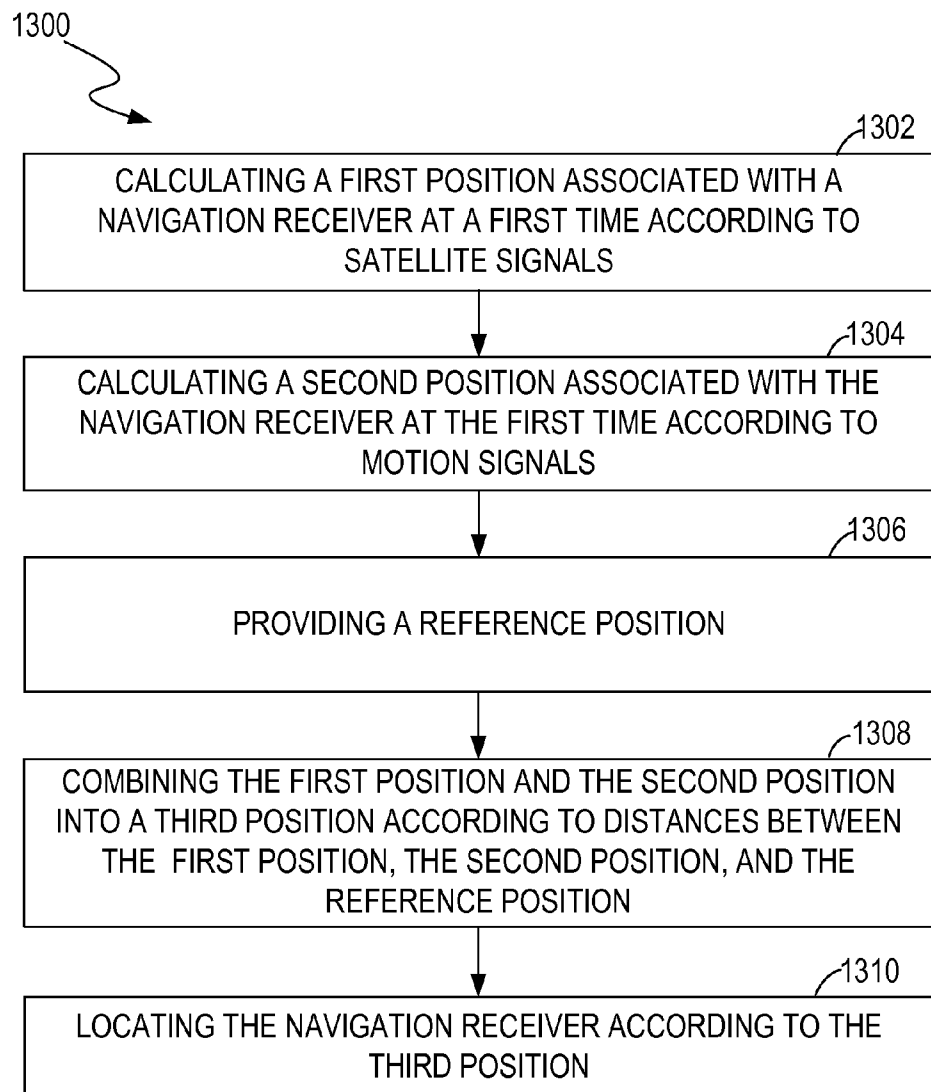 1300
1302
CALCULATING A FIRST POSITION ASSOCIATED WITH A
NAVIGATION RECEIVER AT A FIRST TIME ACCORDING TO
SATELLITE SIGNALS
1304
CALCULATING A SECOND POSITION ASSOCIATED WITH THE
NAVIGATION RECEIVER AT THE FIRST TIME ACCORDING TO
MOTION SIGNALS
1306
PROVIDING A REFERENCE POSITION
1308
COMBINING THE FIRST POSITION AND THE SECOND POSITION
INTO A THIRD POSITION ACCORDING TO DISTANCES BETWEEN
THE FIRST POSITION, THE SECOND POSITION, AND THE
REFERENCE POSITION
1310
LOCATING THE NAVIGATION RECEIVER ACCORDING TO THE
THIRD POSITION